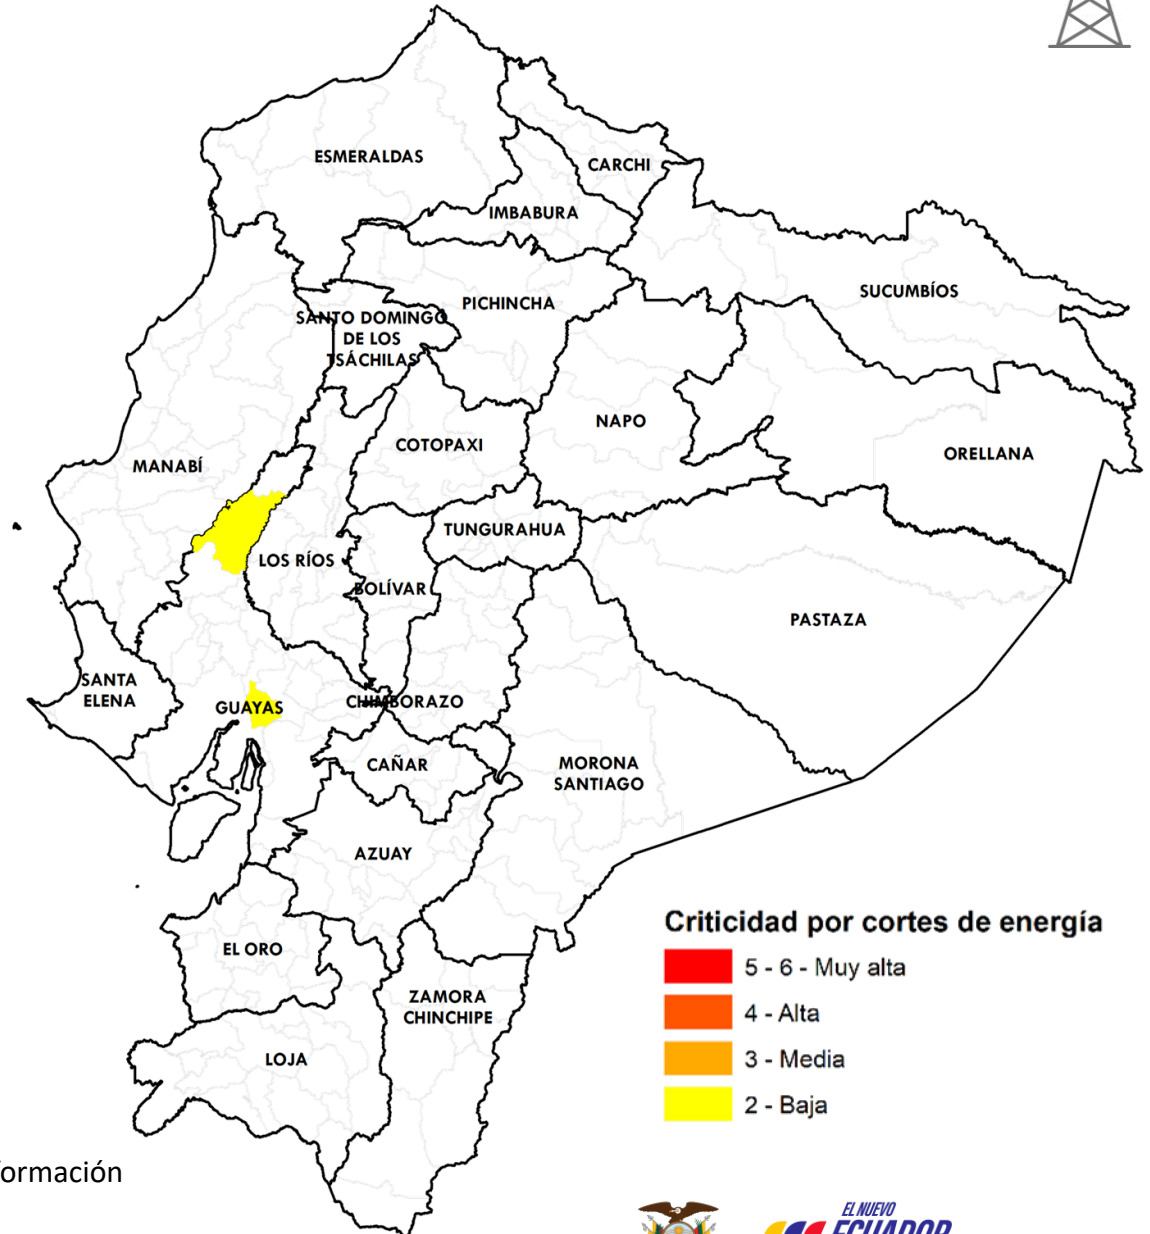 ESMERALDAS
CARCHI
IMBABURA
SUCUMBÍOS
PICHINCHA
SANTO DOMINGO
DE LOS
TSÁCHILAS
NAPO
COTOPAXI
ORELLANA
MANABÍ
TUNGURAHUA
LOS RÍOS
BOLÍVAR
PASTAZA
SANTA
ELENA
GUAYAS
CHIMBORAZO
CAÑAR
MORONA
SANTIAGO
AZUAY
EL ORO
ZAMORA
CHINCHIPE
LOJA
Criticidad por cortes de energía
5 - 6 - Muy alta
4 - Alta
3 - Media
2 - Baja
formación
EL NUEVO
ECUADOR